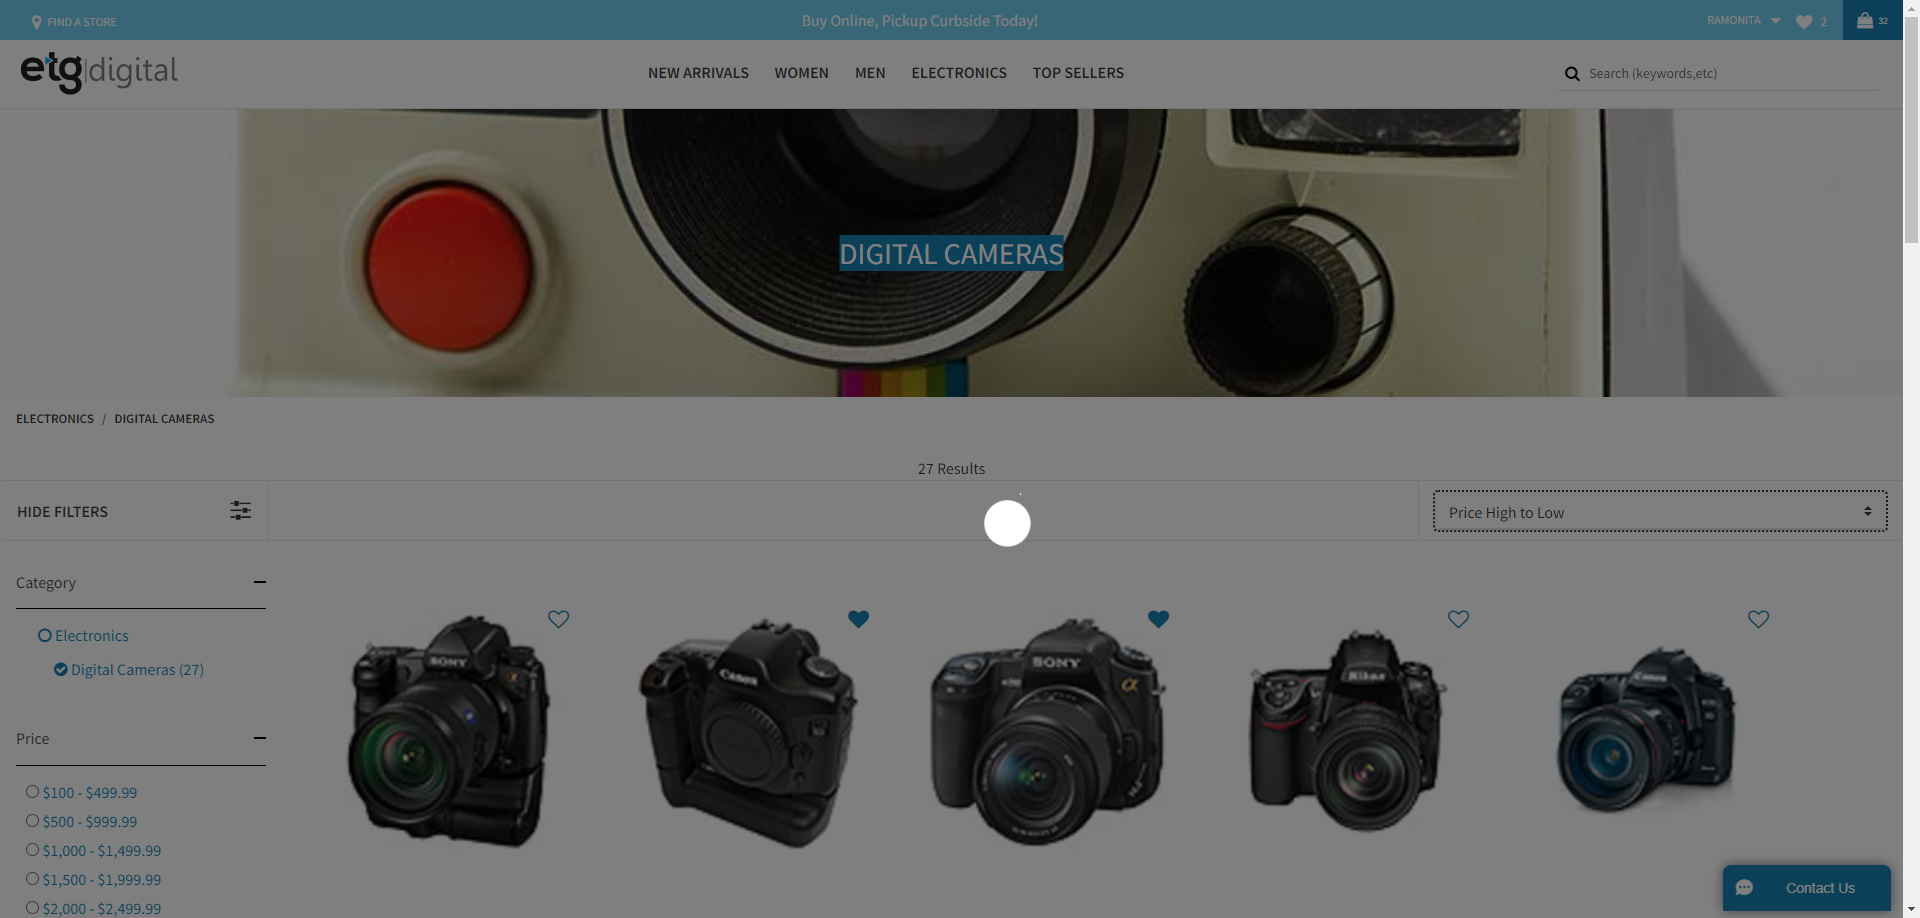 FIND A STORE
Buy Online, Pickup Curbside Today!
RAMONITA
2
32
etg|digital
NEW ARRIVALS WOMEN MEN ELECTRONICS TOP SELLERS
Search (keywords,etc)
DIGITAL CAMERAS
ELECTRONICS / DIGITAL CAMERAS
27 Results
HIDE FILTERS
Price High to Low
Category
Electronics
Digital Cameras (27)
Price
$100 - $499.99
$500 - $999.99
$1,000 - $1,499.99
$1,500 - $1,999.99
$2,000 - $2,499.99
SONY
α
Canon
SONY
α
Nikon
Canon
Contact Us